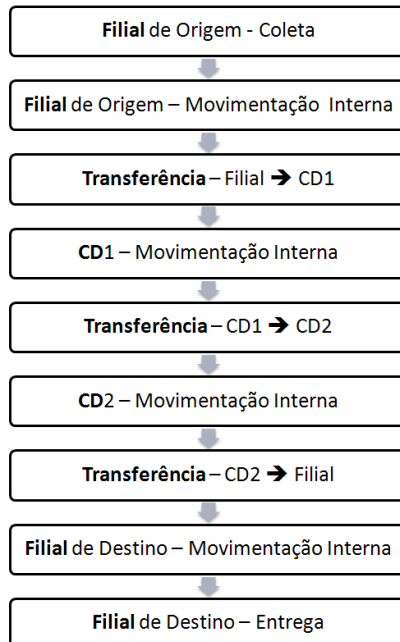 Filial de Origem - Coleta
Filial de Origem – Movimentação Interna
Transferência – Filial ➔ CD1
CD1 – Movimentação Interna
Transferência – CD1 ➔ CD2
CD2 – Movimentação Interna
Transferência – CD2 ➔ Filial
Filial de Destino – Movimentação Interna
Filial de Destino – Entrega